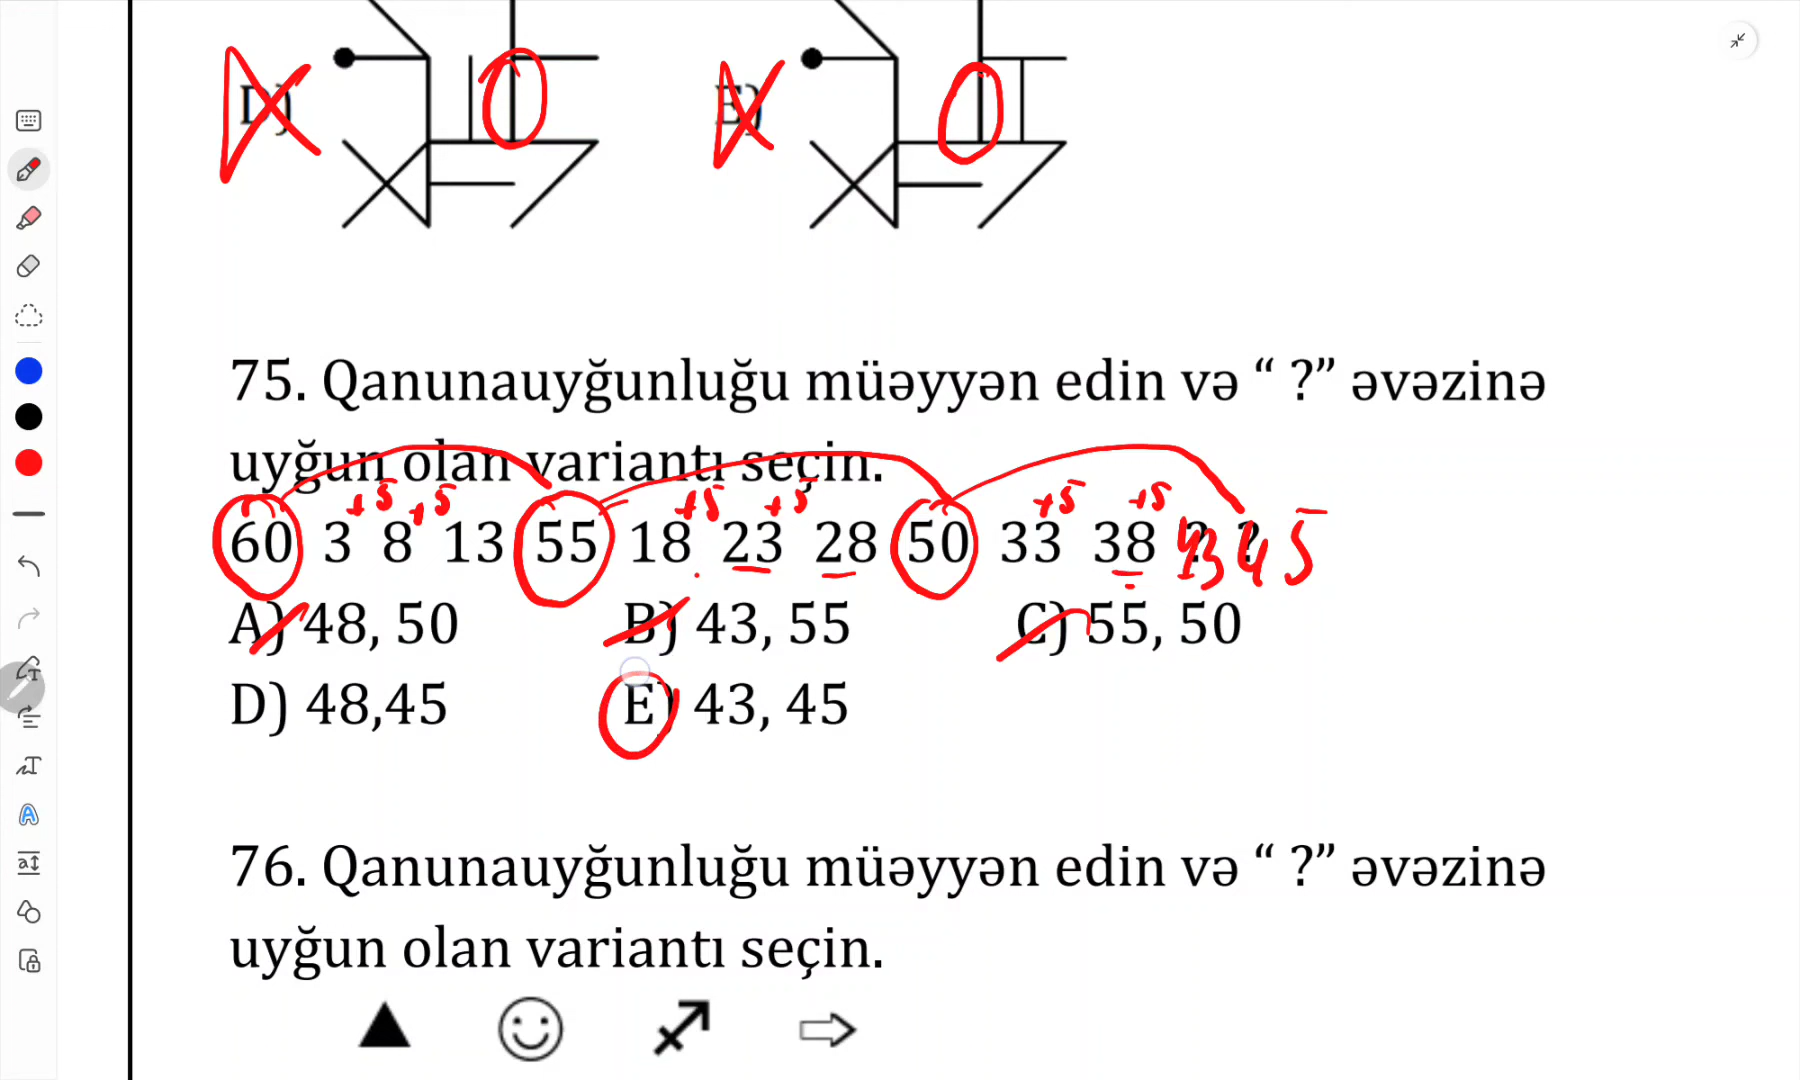 D)
E)
75. Qanunauyğunluğu müəyyən edin və “ ?” əvəzinə
uyğun olan variantı seçin.
+5 +5 +5 +5 +5 +5
60 3 8 13 55 18 23 28 50 33 38 ? ?
43 45
A) 48, 50 B) 43, 55 C) 55, 50
D) 48,45 E) 43, 45
76. Qanunauyğunluğu müəyyən edin və “ ?” əvəzinə
uyğun olan variantı seçin.